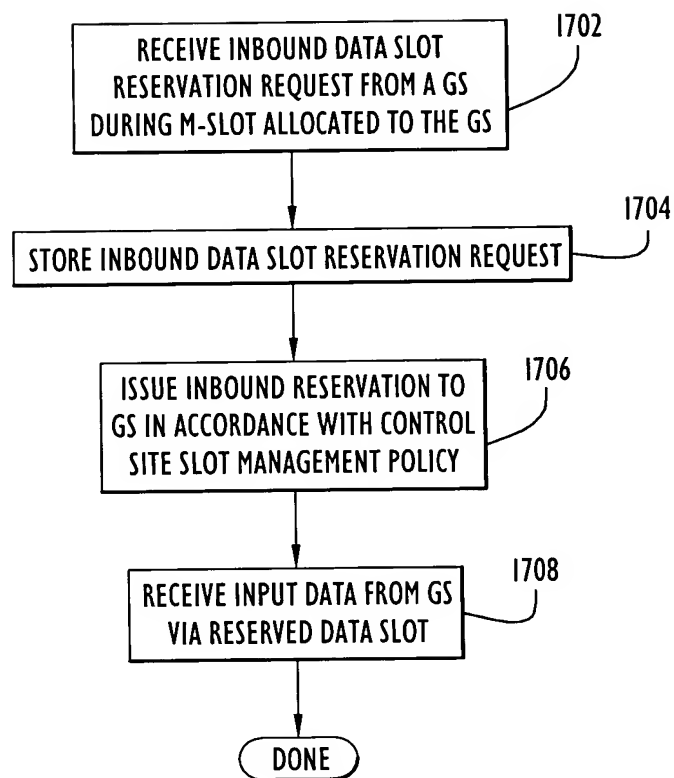 RECEIVE INBOUND DATA SLOT
RESERVATION REQUEST FROM A GS
DURING M-SLOT ALLOCATED TO THE GS
1702
STORE INBOUND DATA SLOT RESERVATION REQUEST
1704
ISSUE INBOUND RESERVATION TO
GS IN ACCORDANCE WITH CONTROL
SITE SLOT MANAGEMENT POLICY
1706
RECEIVE INPUT DATA FROM GS
VIA RESERVED DATA SLOT
1708
DONE